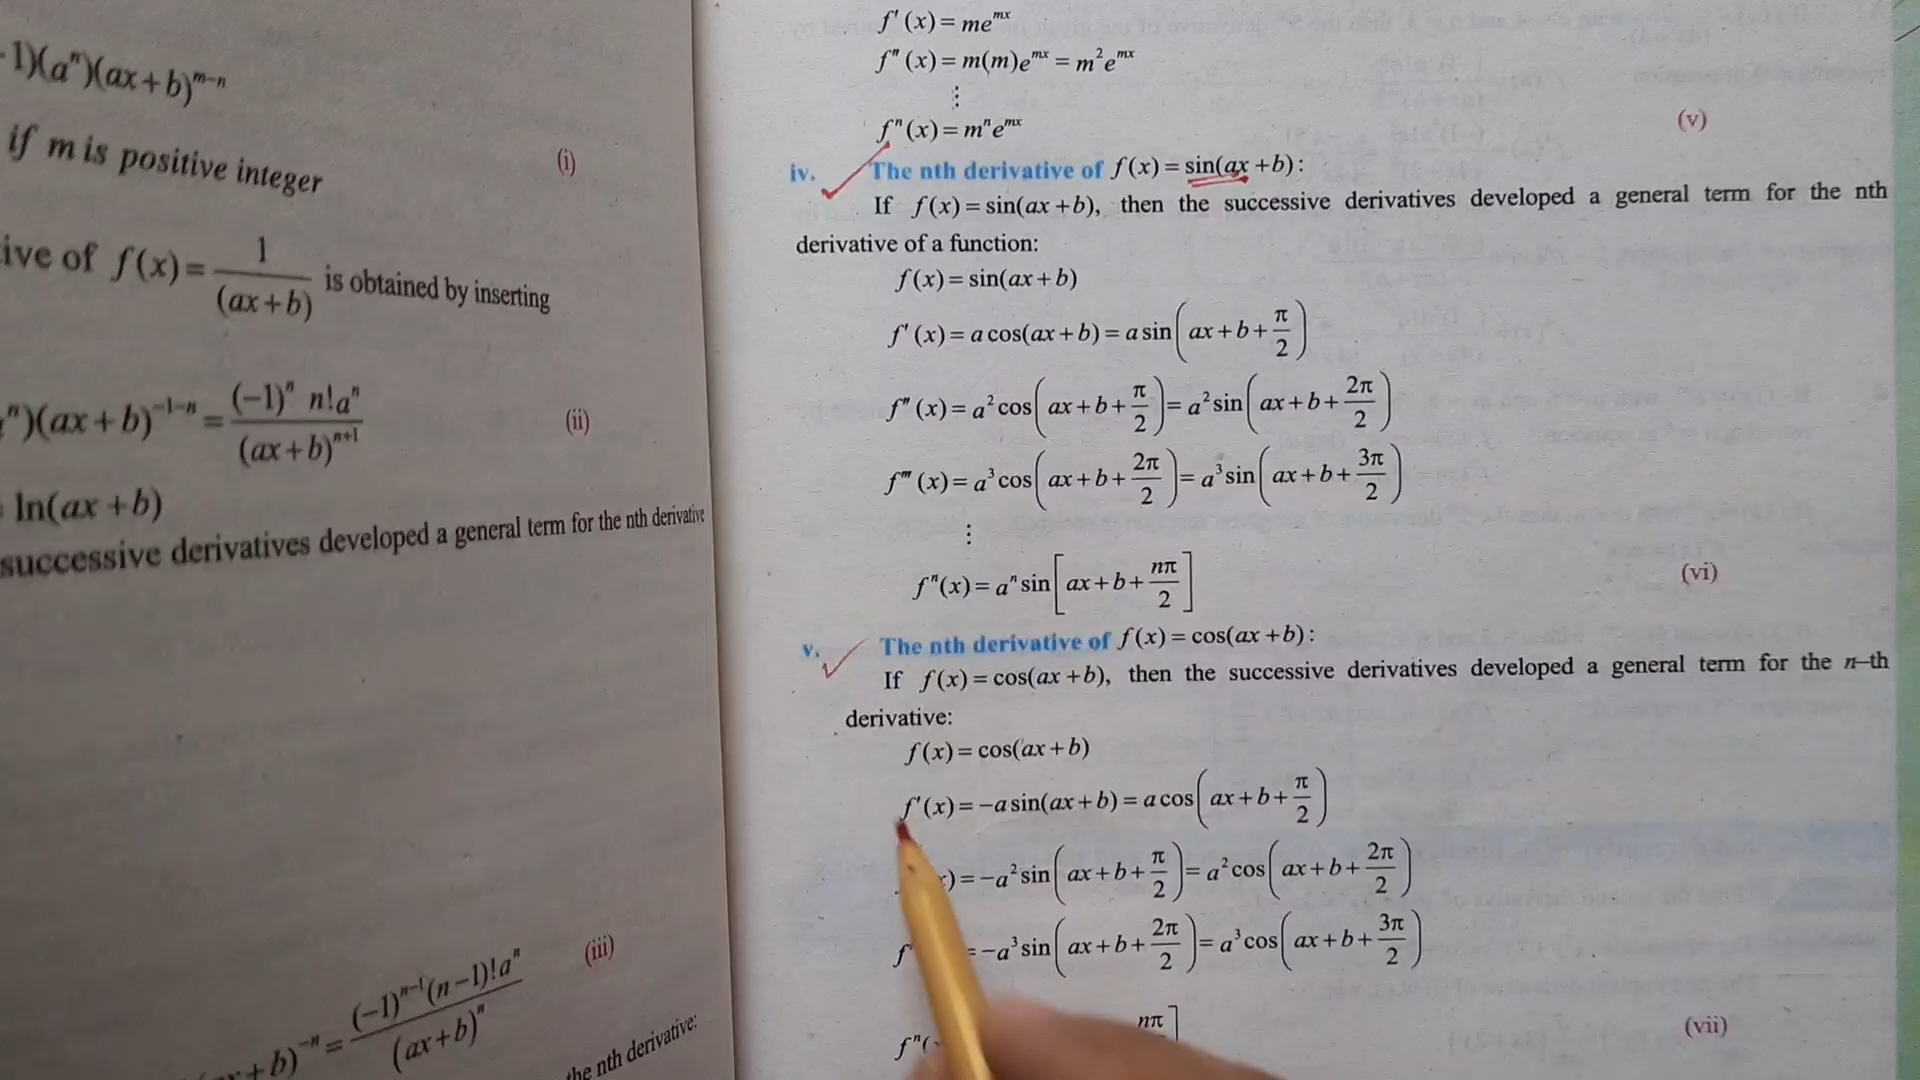 -1)(aⁿ)(ax+b)ᵐ⁻ⁿ
if m is positive integer (i)
ive of f(x) = 1/(ax+b) is obtained by inserting
ⁿ)(ax+b)⁻¹⁻ⁿ = (−1)ⁿ n!aⁿ/(ax+b)ⁿ⁺¹ (ii)
ln(ax+b)
successive derivatives developed a general term for the nth derivative
+b)⁻ⁿ = (−1)ⁿ⁻¹(n−1)!aⁿ/(ax+b)ⁿ (iii)
the nth derivative:
f′(x) = meᵐˣ
f″(x) = m(m)eᵐˣ = m²eᵐˣ
⋮
fⁿ(x) = mⁿeᵐˣ (v)
iv. The nth derivative of f(x) = sin(ax+b):
If f(x) = sin(ax+b), then the successive derivatives developed a general term for the nth
derivative of a function:
f(x) = sin(ax+b)
f′(x) = a cos(ax+b) = a sin(ax+b+π/2)
f″(x) = a² cos(ax+b+π/2) = a² sin(ax+b+2π/2)
f‴(x) = a³ cos(ax+b+2π/2) = a³ sin(ax+b+3π/2)
⋮
fⁿ(x) = aⁿ sin[ax+b+nπ/2] (vi)
v. The nth derivative of f(x) = cos(ax+b):
If f(x) = cos(ax+b), then the successive derivatives developed a general term for the n–th
derivative:
f(x) = cos(ax+b)
f′(x) = −a sin(ax+b) = a cos(ax+b+π/2)
) = −a² sin(ax+b+π/2) = a² cos(ax+b+2π/2)
f = −a³ sin(ax+b+2π/2) = a³ cos(ax+b+3π/2)
fⁿ( nπ ] (vii)